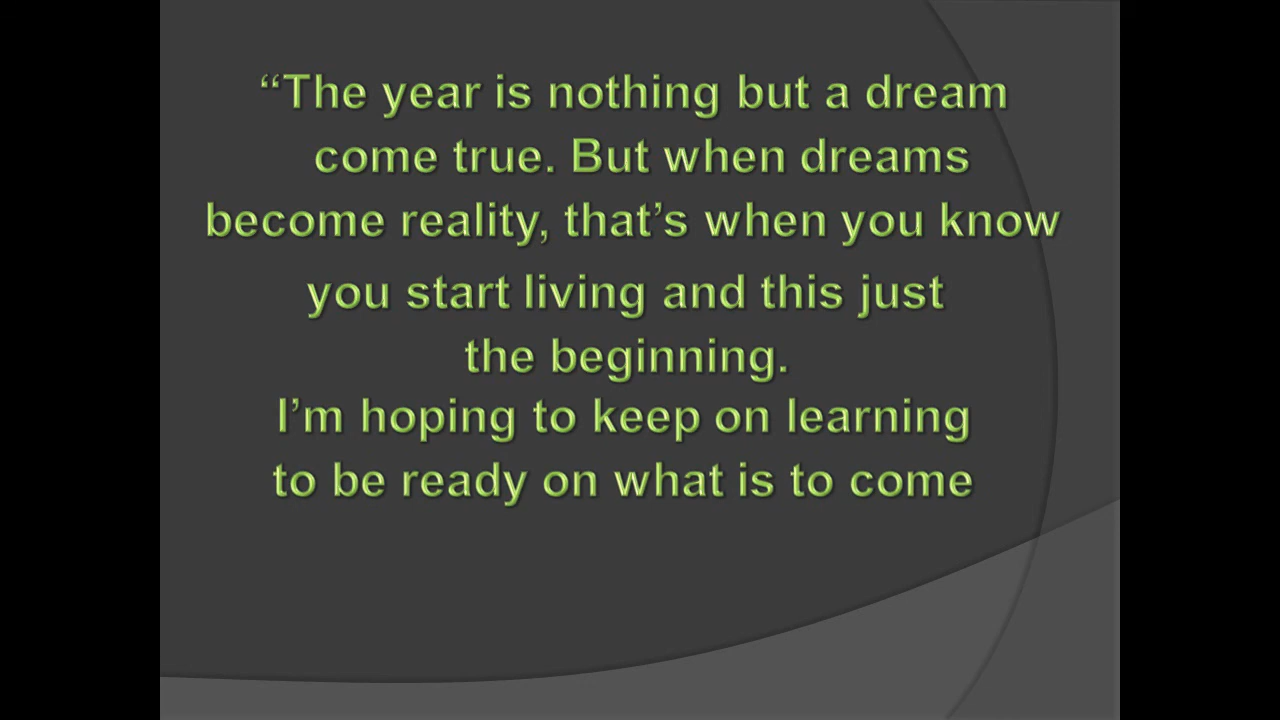 “The year is nothing but a dream
come true. But when dreams
become reality, that’s when you know
you start living and this just
the beginning.
I’m hoping to keep on learning
to be ready on what is to come